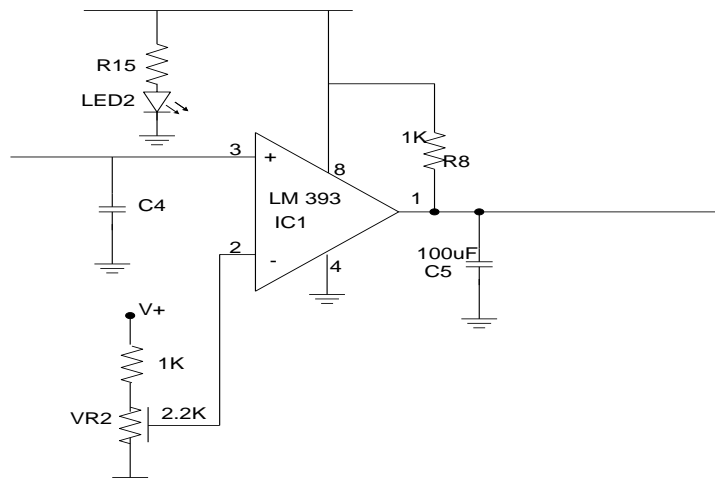 R15
LED2
1K
R8
3
+
8
LM 393
IC1
1
C4
2
-
4
100uF
C5
V+
1K
VR2
2.2K